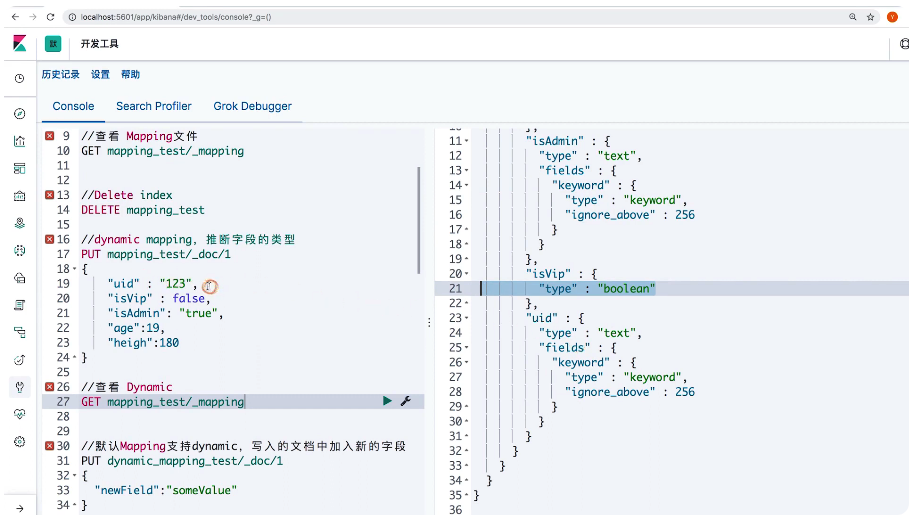 localhost:5601/app/kibana#/dev_tools/console?_g=()
Y
默
开发工具
历史记录 设置 帮助
Console Search Profiler Grok Debugger
9 //查看 Mapping文件
10 GET mapping_test/_mapping
11
12
13 //Delete index
14 DELETE mapping_test
15
16 //dynamic mapping，推断字段的类型
17 PUT mapping_test/_doc/1
18 {
19 "uid" : "123",
20 "isVip" : false,
21 "isAdmin": "true",
22 "age":19,
23 "heigh":180
24 }
25
26 //查看 Dynamic
27 GET mapping_test/_mapping
28
29
30 //默认Mapping支持dynamic，写入的文档中加入新的字段
31 PUT dynamic_mapping_test/_doc/1
32 {
33 "newField":"someValue"
34 }
10 },
11 "isAdmin" : {
12 "type" : "text",
13 "fields" : {
14 "keyword" : {
15 "type" : "keyword",
16 "ignore_above" : 256
17 }
18 }
19 },
20 "isVip" : {
21 "type" : "boolean"
22 },
23 "uid" : {
24 "type" : "text",
25 "fields" : {
26 "keyword" : {
27 "type" : "keyword",
28 "ignore_above" : 256
29 }
30 }
31 }
32 }
33 }
34 }
35 }
36